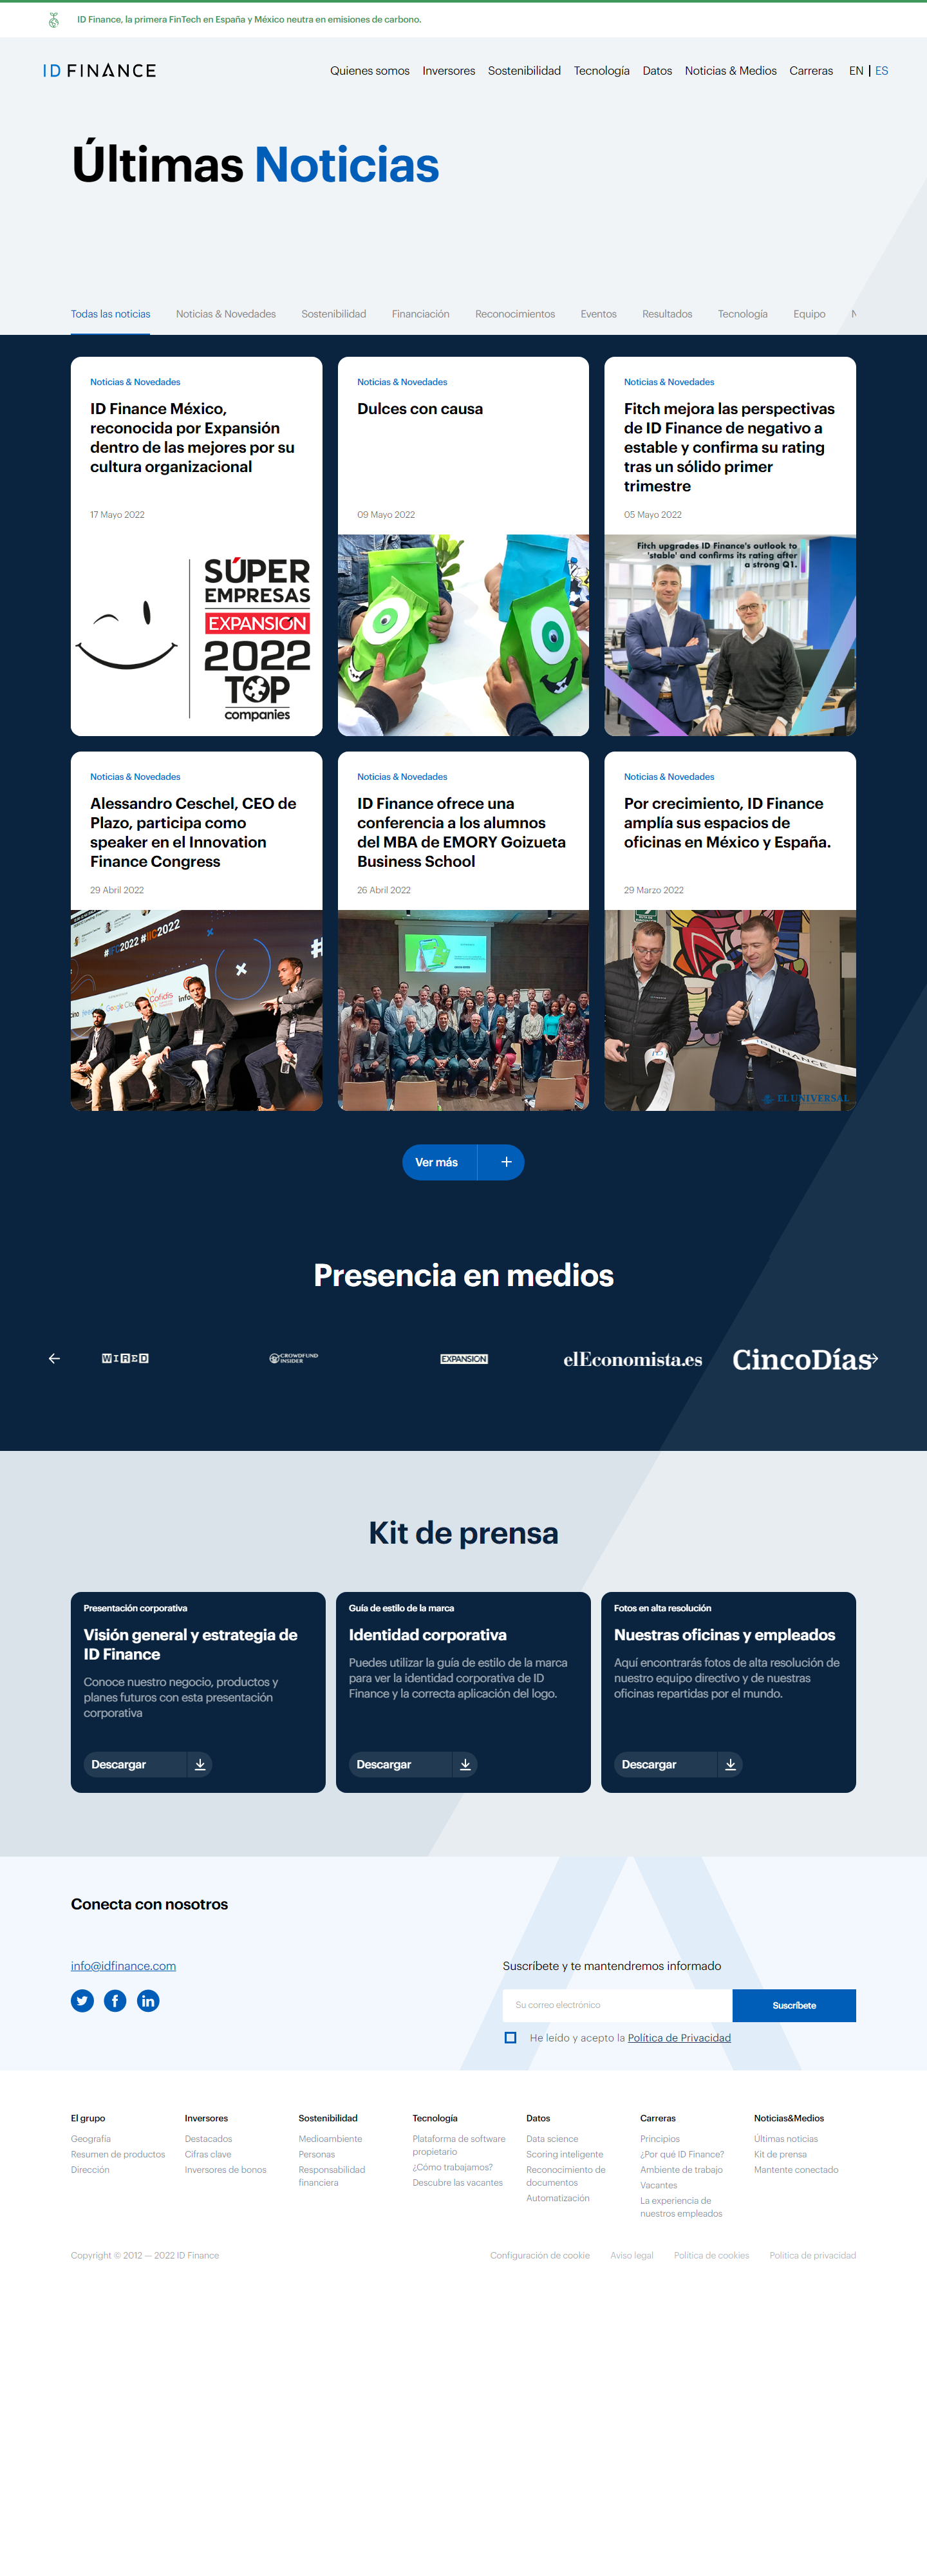 ID Finance, la primera FinTech en España y México neutra en emisiones de carbono.
ID FINANCE
Quienes somos Inversores Sostenibilidad Tecnología Datos Noticias & Medios Carreras EN | ES
Últimas Noticias
Todas las noticias Noticias & Novedades Sostenibilidad Financiación Reconocimientos Eventos Resultados Tecnología Equipo
Noticias & Novedades
ID Finance México,
reconocida por Expansión
dentro de las mejores por su
cultura organizacional
17 Mayo 2022
SÚPER
EMPRESAS
EXPANSIÓN
2022
TOP
companies
Noticias & Novedades
Dulces con causa
09 Mayo 2022
Noticias & Novedades
Fitch mejora las perspectivas
de ID Finance de negativo a
estable y confirma su rating
tras un sólido primer
trimestre
05 Mayo 2022
Fitch upgrades ID Finance's outlook to
'stable' and confirms its rating after
a strong Q1.
Noticias & Novedades
Alessandro Ceschel, CEO de
Plazo, participa como
speaker en el Innovation
Finance Congress
29 Abril 2022
2022 #IIC2022
Google Cloud
Cofidis
Noticias & Novedades
ID Finance ofrece una
conferencia a los alumnos
del MBA de EMORY Goizueta
Business School
26 Abril 2022
Noticias & Novedades
Por crecimiento, ID Finance
amplía sus espacios de
oficinas en México y España.
29 Marzo 2022
ID FINANCE
EL UNIVERSAL
Ver más
Presencia en medios
WIRED
CROWDFUND
INSIDER
EXPANSION
elEconomista.es
CincoDías
Kit de prensa
Presentación corporativa
Visión general y estrategia de
ID Finance
Conoce nuestro negocio, productos y
planes futuros con esta presentación
corporativa
Descargar
Guía de estilo de la marca
Identidad corporativa
Puedes utilizar la guía de estilo de la marca
para ver la identidad corporativa de ID
Finance y la correcta aplicación del logo.
Descargar
Fotos en alta resolución
Nuestras oficinas y empleados
Aquí encontrarás fotos de alta resolución de
nuestro equipo directivo y de nuestras
oficinas repartidas por el mundo.
Descargar
Conecta con nosotros
info@idfinance.com
Suscríbete y te mantendremos informado
Su correo electrónico
Suscríbete
He leído y acepto la Política de Privacidad
El grupo
Geografía
Resumen de productos
Dirección
Inversores
Destacados
Cifras clave
Inversores de bonos
Sostenibilidad
Medioambiente
Personas
Responsabilidad
financiera
Tecnología
Plataforma de software
propietario
¿Cómo trabajamos?
Descubre las vacantes
Datos
Data science
Scoring inteligente
Reconocimiento de
documentos
Automatización
Carreras
Principios
¿Por qué ID Finance?
Ambiente de trabajo
Vacantes
La experiencia de
nuestros empleados
Noticias&Medios
Últimas noticias
Kit de prensa
Mantente conectado
Copyright © 2012 — 2022 ID Finance
Configuración de cookie Aviso legal Política de cookies Política de privacidad